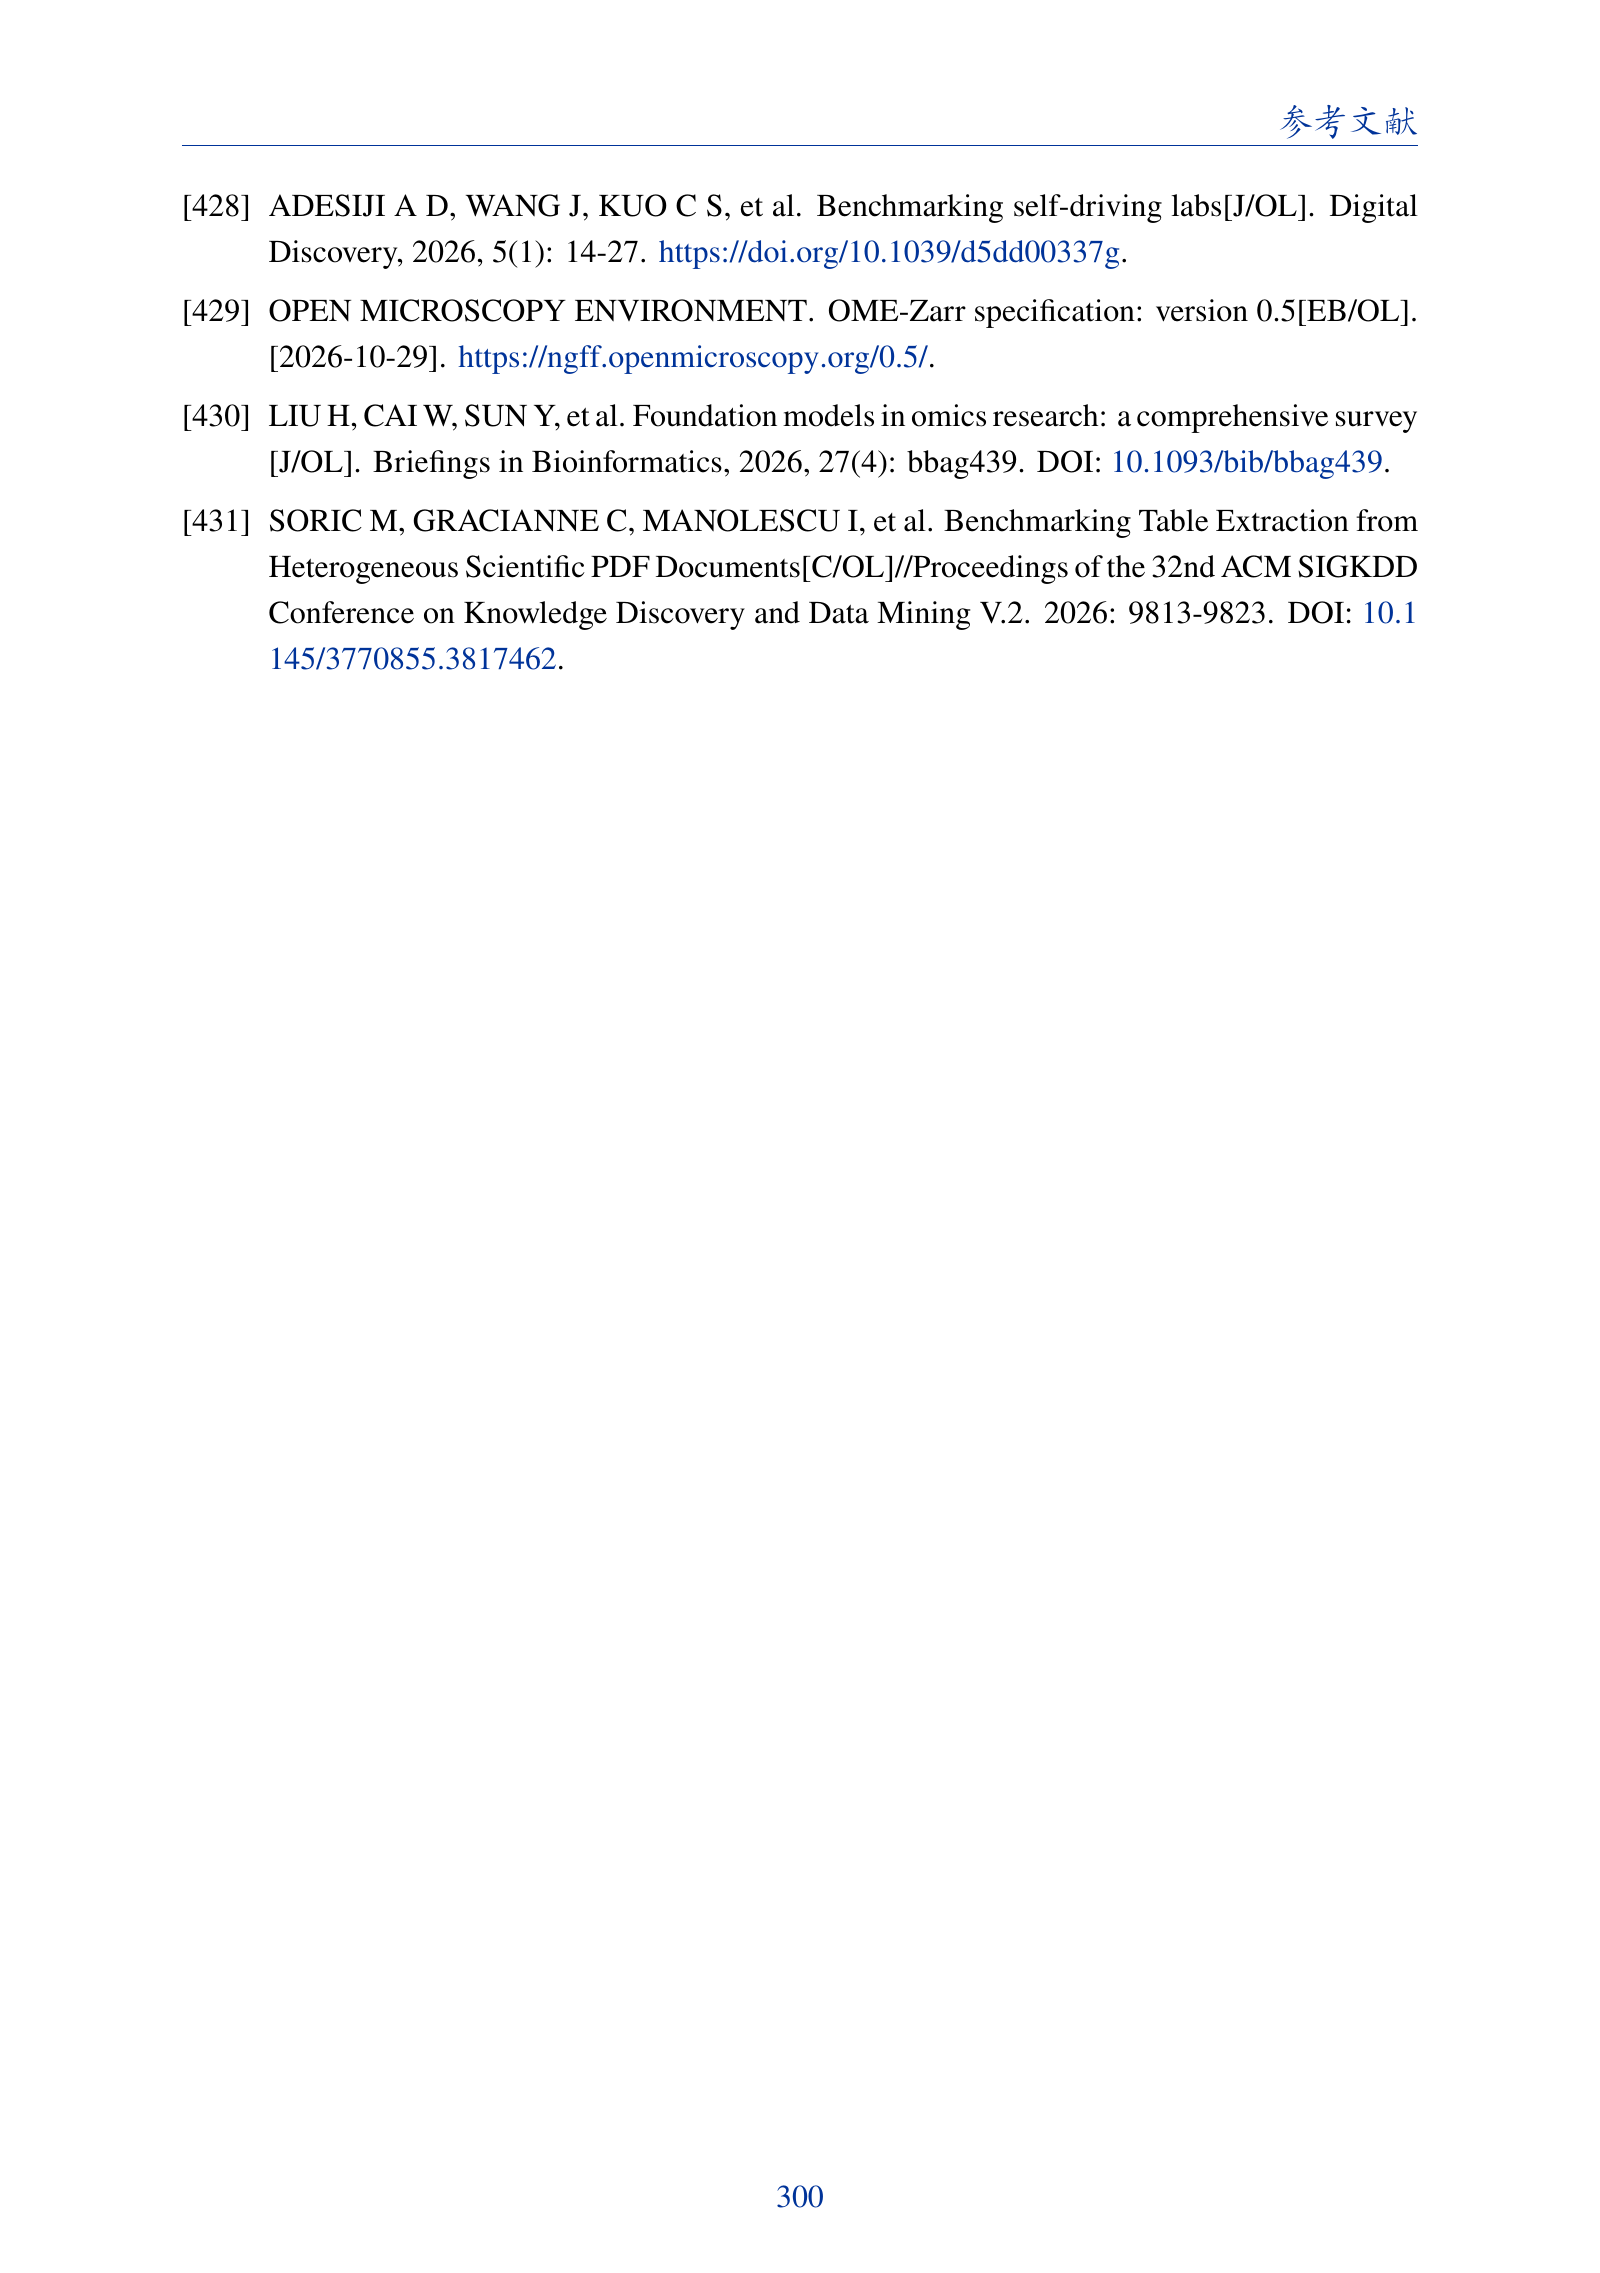 参考文献
[428] ADESIJI A D, WANG J, KUO C S, et al. Benchmarking self-driving labs[J/OL]. Digital
Discovery, 2026, 5(1): 14-27. https://doi.org/10.1039/d5dd00337g.
[429] OPEN MICROSCOPY ENVIRONMENT. OME-Zarr specification: version 0.5[EB/OL].
[2026-10-29]. https://ngff.openmicroscopy.org/0.5/.
[430] LIU H, CAI W, SUN Y, et al. Foundation models in omics research: a comprehensive survey
[J/OL]. Briefings in Bioinformatics, 2026, 27(4): bbag439. DOI: 10.1093/bib/bbag439.
[431] SORIC M, GRACIANNE C, MANOLESCU I, et al. Benchmarking Table Extraction from
Heterogeneous Scientific PDF Documents[C/OL]//Proceedings of the 32nd ACM SIGKDD
Conference on Knowledge Discovery and Data Mining V.2. 2026: 9813-9823. DOI: 10.1
145/3770855.3817462.
300